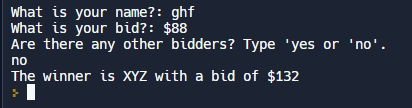 What is your name?: ghf
What is your bid?: $88
Are there any other bidders? Type 'yes or 'no'.
no
The winner is XYZ with a bid of $132
>